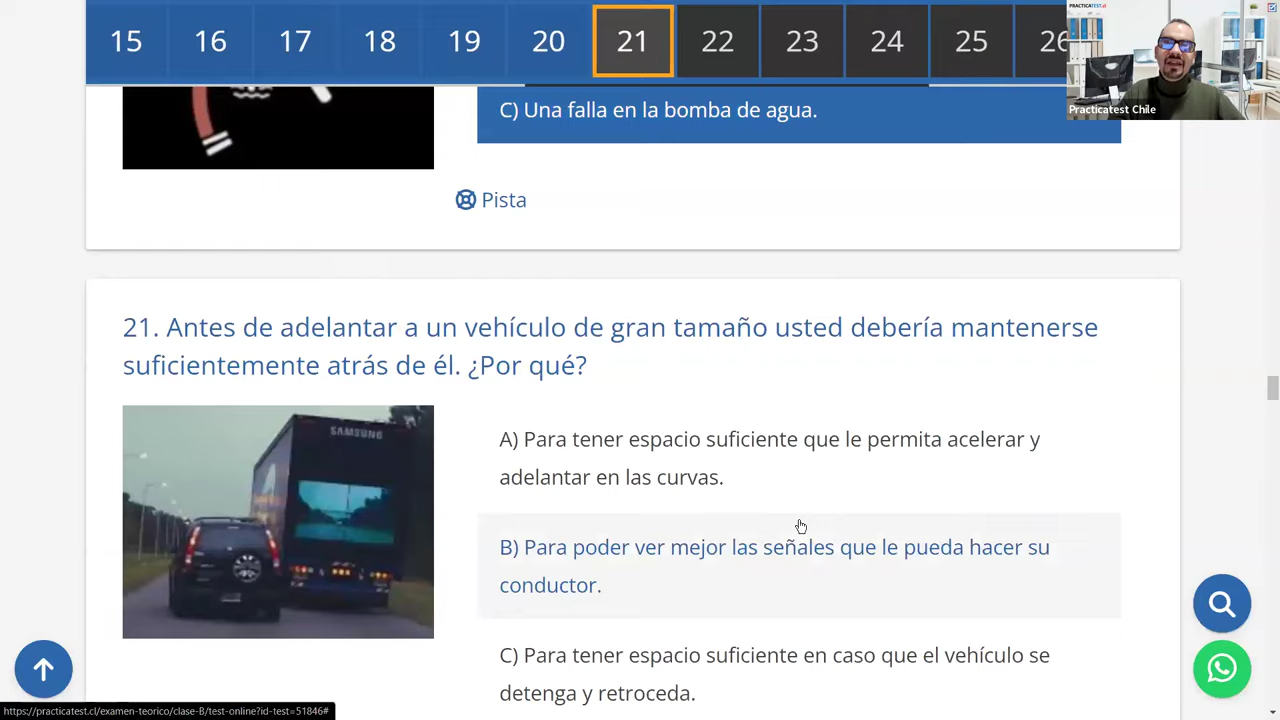 15 16 17 18 19 20 21 22 23 24 25 26
PRACTICATEST.cl
Practicatest Chile
C) Una falla en la bomba de agua.
Pista
21. Antes de adelantar a un vehículo de gran tamaño usted debería mantenerse
suficientemente atrás de él. ¿Por qué?
SAMSUNG
A) Para tener espacio suficiente que le permita acelerar y
adelantar en las curvas.
B) Para poder ver mejor las señales que le pueda hacer su
conductor.
C) Para tener espacio suficiente en caso que el vehículo se
detenga y retroceda.
https://practicatest.cl/examen-teorico/clase-B/test-online?id-test=51846#